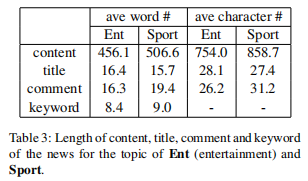 ave word # ave character #
Ent Sport Ent Sport
content 456.1 506.6 754.0 858.7
title 16.4 15.7 28.1 27.4
comment 16.3 19.4 26.2 31.2
keyword 8.4 9.0 - -
Table 3: Length of content, title, comment and keyword
of the news for the topic of Ent (entertainment) and
Sport.